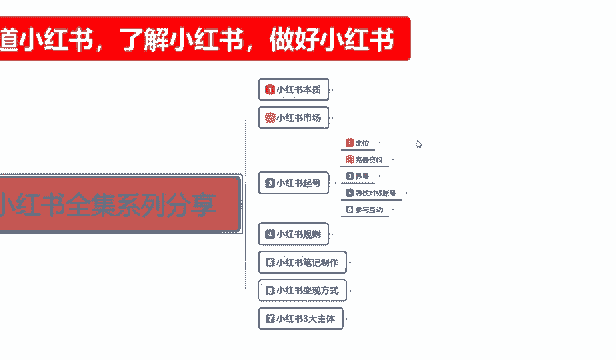 道小红书，了解小红书，做好小红书
小红书全集系列分享
小红书本质
小红书市场
3 小红书起号
定位
完善资料
养号
参与互动
小红书规则
小红书笔记制作
小红书变现方式
7 小红书3大主体